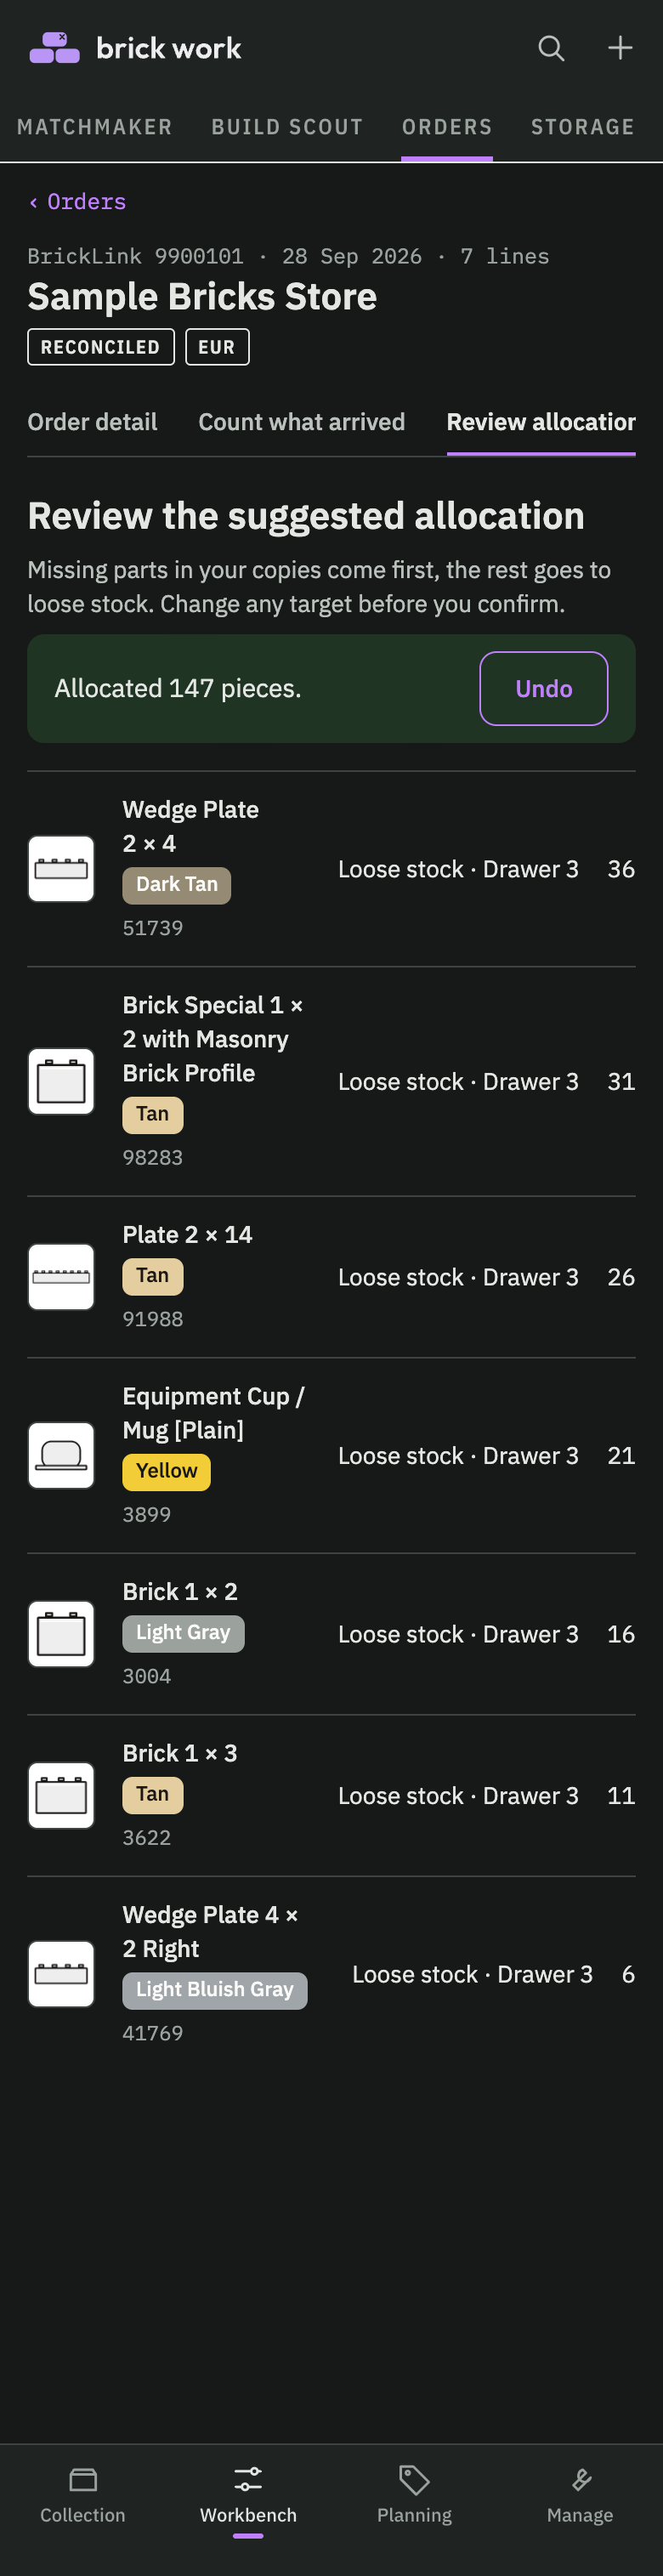 brick work
MATCHMAKER BUILD SCOUT ORDERS STORAGE
‹ Orders
BrickLink 9900101 · 28 Sep 2026 · 7 lines
Sample Bricks Store
RECONCILED EUR
Order detail Count what arrived Review allocation
Review the suggested allocation
Missing parts in your copies come first, the rest goes to
loose stock. Change any target before you confirm.
Allocated 147 pieces. Undo
Wedge Plate
2 × 4
Dark Tan
51739
Loose stock · Drawer 3 36
Brick Special 1 ×
2 with Masonry
Brick Profile
Tan
98283
Loose stock · Drawer 3 31
Plate 2 × 14
Tan
91988
Loose stock · Drawer 3 26
Equipment Cup /
Mug [Plain]
Yellow
3899
Loose stock · Drawer 3 21
Brick 1 × 2
Light Gray
3004
Loose stock · Drawer 3 16
Brick 1 × 3
Tan
3622
Loose stock · Drawer 3 11
Wedge Plate 4 ×
2 Right
Light Bluish Gray
41769
Loose stock · Drawer 3 6
Collection Workbench Planning Manage